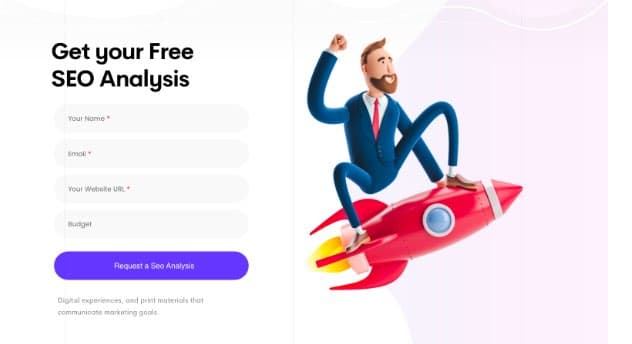 Get your Free
SEO Analysis
Your Name *
Email *
Your Website URL *
Budget
Request a Seo Analysis
Digital experiences, and print materials that
communicate marketing goals.